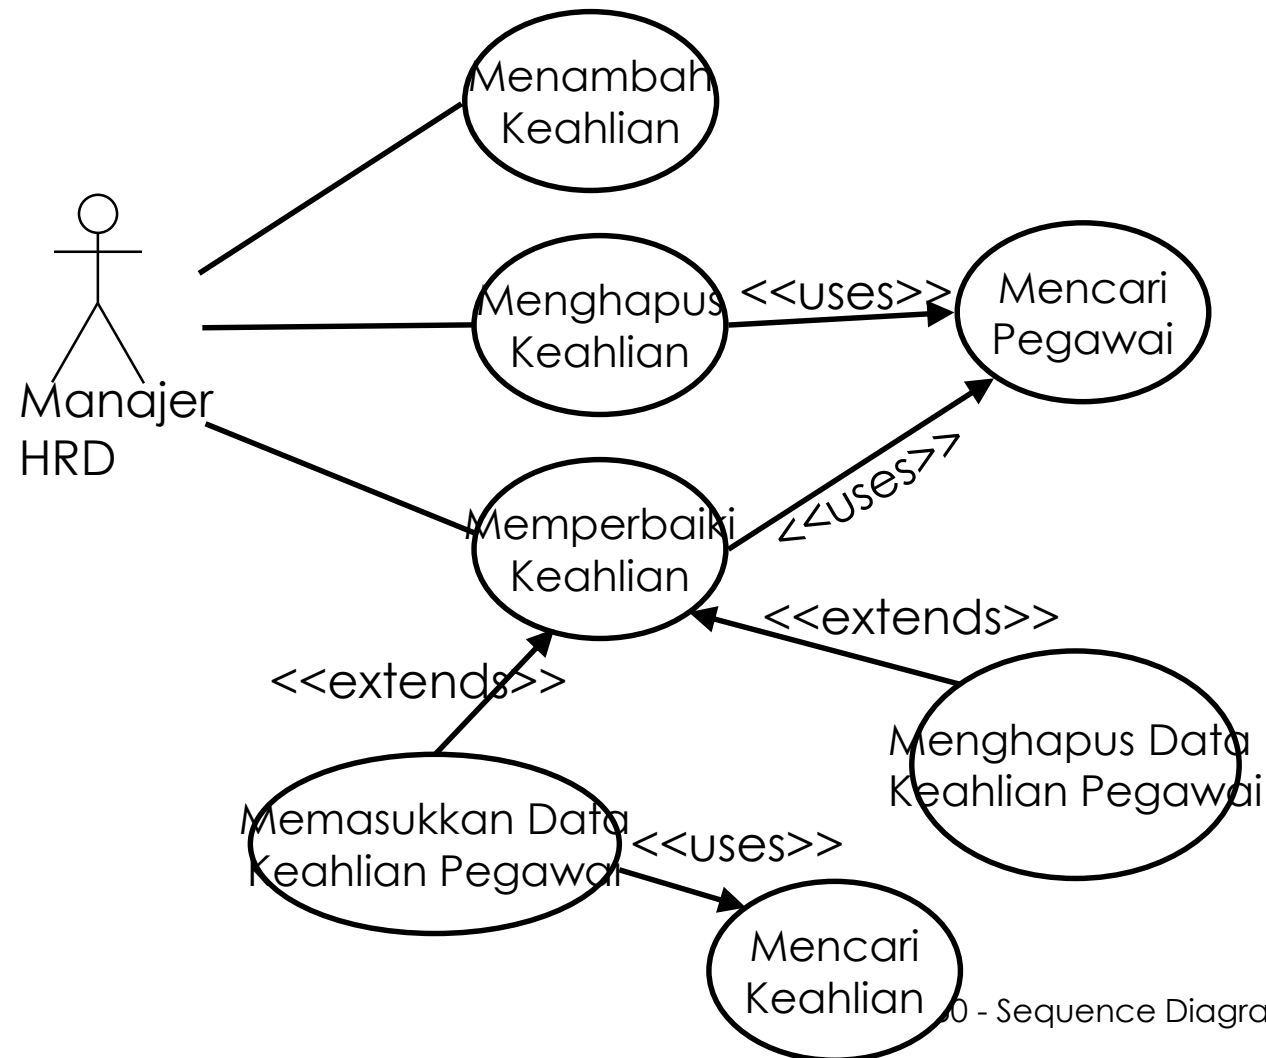 Menambah
Keahlian
Menghapus
Keahlian
<<uses>>
Mencari
Pegawai
Manajer
HRD
Memperbaiki
Keahlian
<<uses>>
<<extends>>
<<extends>>
Menghapus Data
Keahlian Pegawai
Memasukkan Data
Keahlian Pegawai
<<uses>>
Mencari
Keahlian
- Sequence